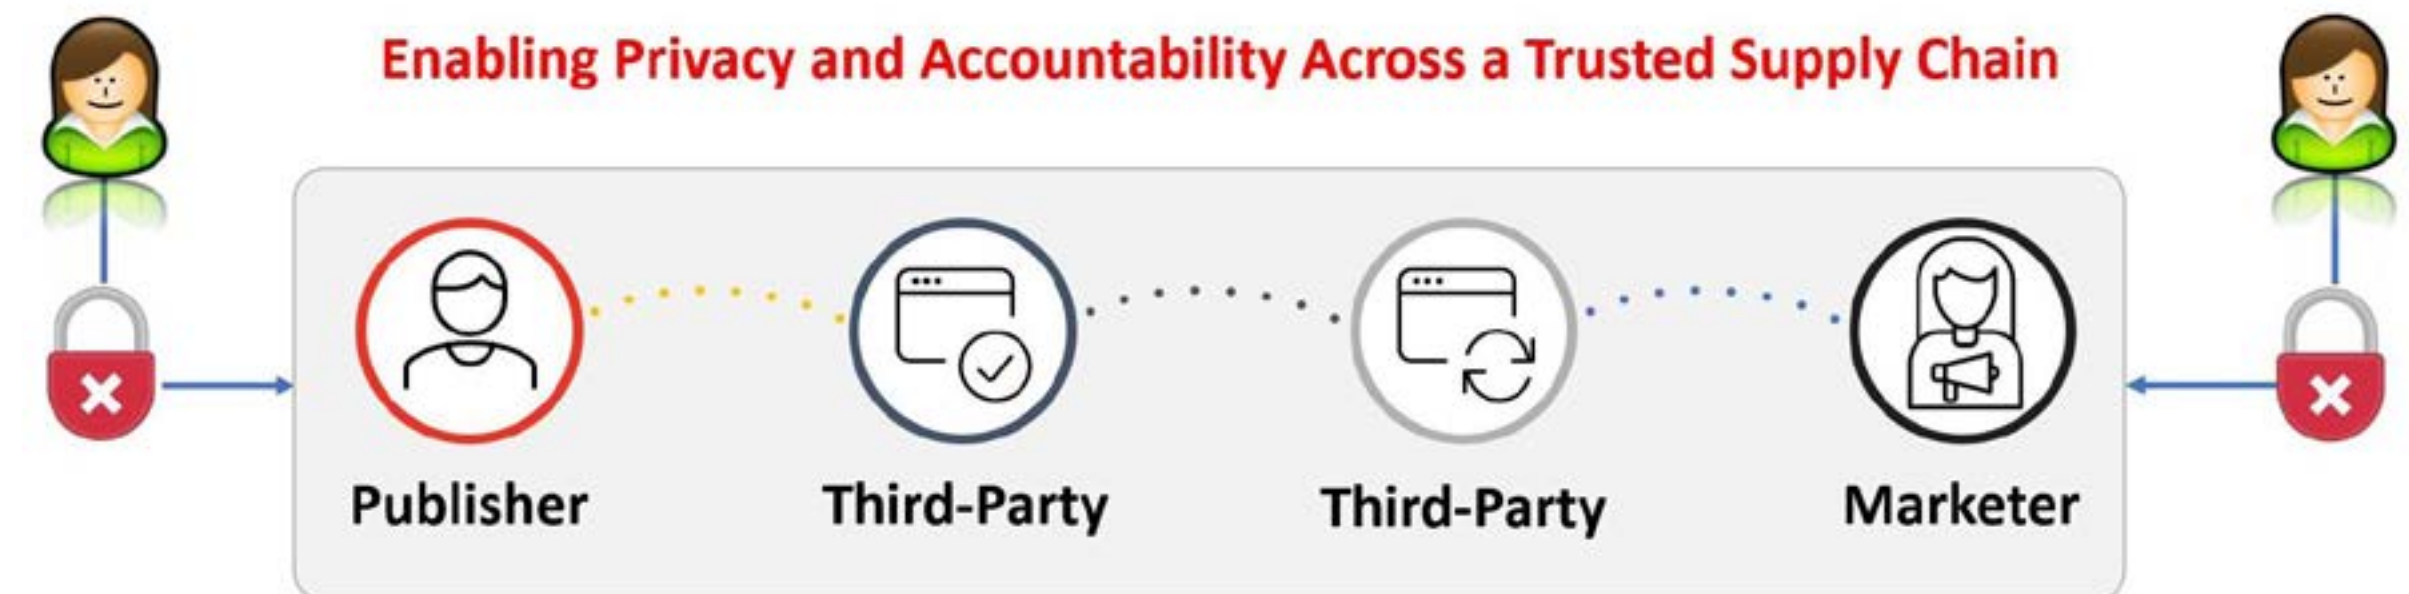 Enabling Privacy and Accountability Across a Trusted Supply Chain
Publisher
Third-Party
Third-Party
Marketer